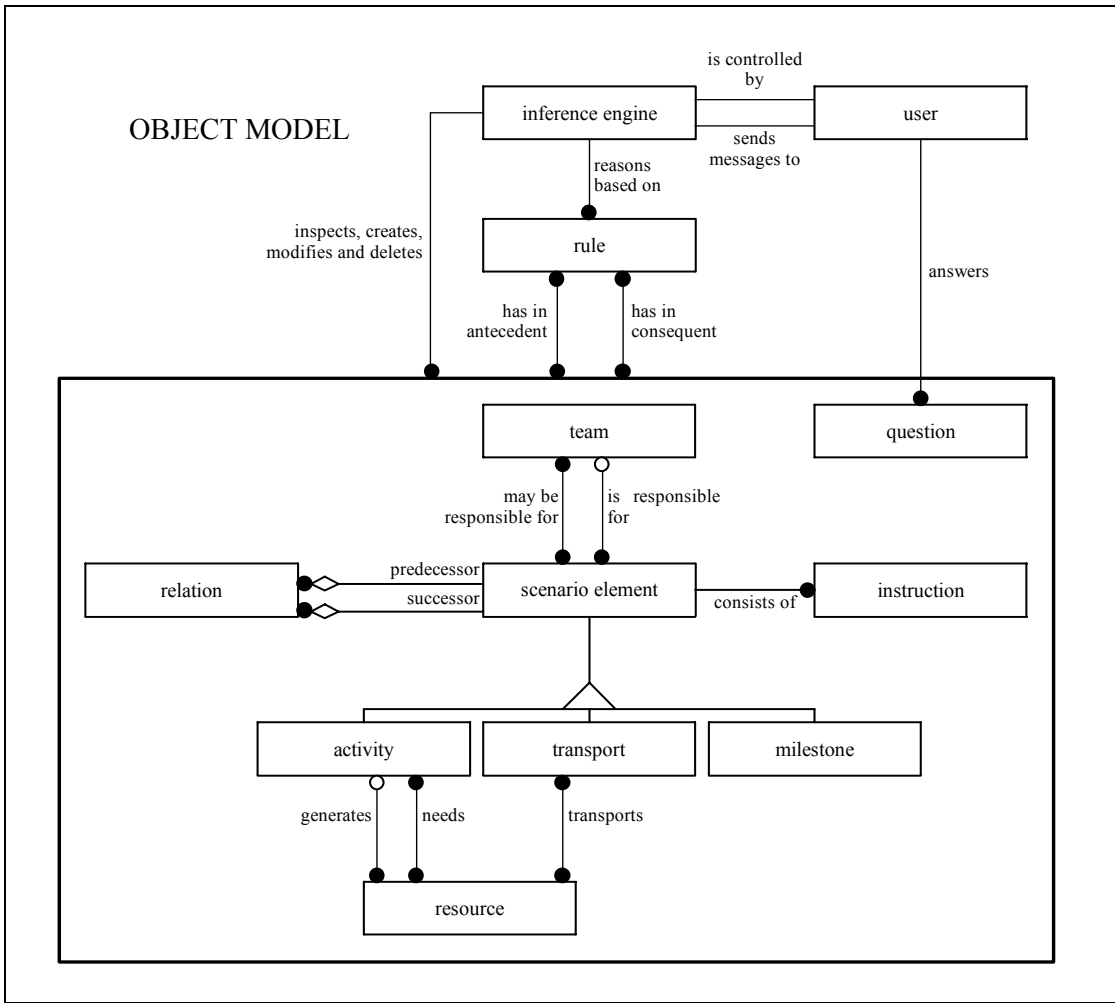 OBJECT MODEL
is controlled
by
inference engine
user
sends
messages to
reasons
based on
inspects, creates,
modifies and deletes
rule
answers
has in
antecedent
has in
consequent
team
question
may be
responsible for
is responsible
for
predecessor
relation
scenario element
instruction
successor
consists of
activity
transport
milestone
generates
needs
transports
resource